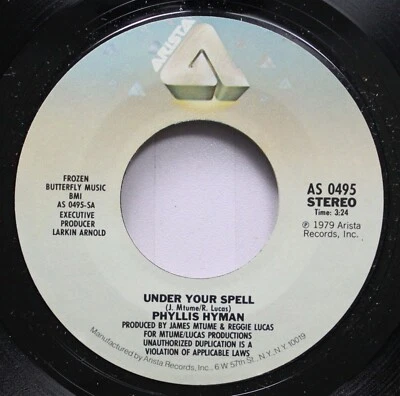 ARISTA
FROZEN
BUTTERFLY MUSIC
BMI
AS 0495-SA
EXECUTIVE
PRODUCER
LARKIN ARNOLD
AS 0495
STEREO
Time: 3:24
℗ 1979 Arista
Records, Inc.
UNDER YOUR SPELL
(J. Mtume/R. Lucas)
PHYLLIS HYMAN
PRODUCED BY JAMES MTUME & REGGIE LUCAS
FOR MTUME/LUCAS PRODUCTIONS
UNAUTHORIZED DUPLICATION IS A
VIOLATION OF APPLICABLE LAWS
Manufactured by Arista Records, Inc., 6 W 57th St., N.Y., N.Y. 10019